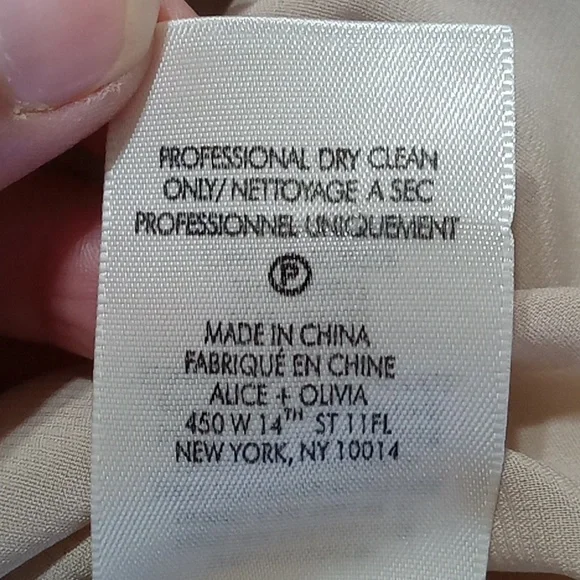 PROFESSIONAL DRY CLEAN
ONLY/ NETTOYAGE A SEC
PROFESSIONNEL UNIQUEMENT
P
MADE IN CHINA
FABRIQUÉ EN CHINE
ALICE + OLIVIA
450 W 14TH ST 11FL
NEW YORK, NY 10014